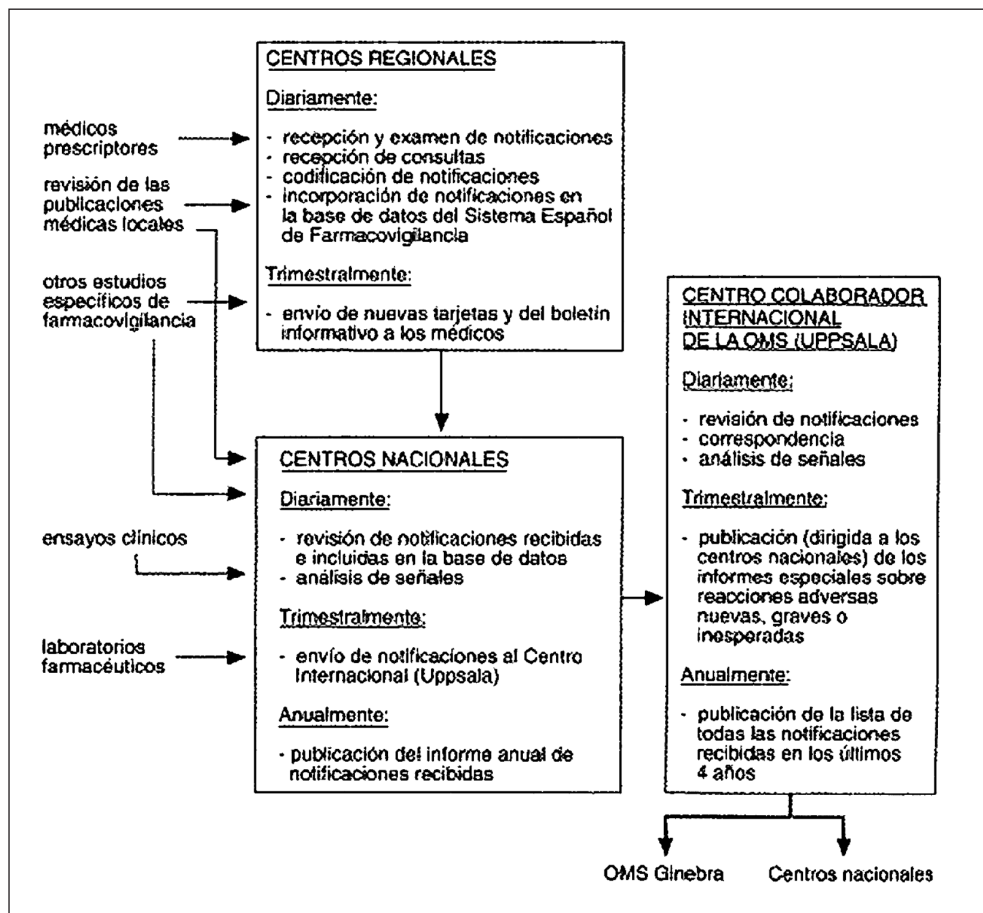 médicos
prescriptores
revisión de las
publicaciones
médicas locales
otros estudios
específicos de
farmacovigilancia
ensayos clínicos
laboratorios
farmacéuticos
CENTROS REGIONALES
Diariamente:
- recepción y examen de notificaciones
- recepción de consultas
- codificación de notificaciones
- incorporación de notificaciones en
la base de datos del Sistema Español
de Farmacovigilancia
Trimestralmente:
- envío de nuevas tarjetas y del boletín
informativo a los médicos
CENTROS NACIONALES
Diariamente:
- revisión de notificaciones recibidas
e incluidas en la base de datos
- análisis de señales
Trimestralmente:
- envío de notificaciones al Centro
Internacional (Uppsala)
Anualmente:
- publicación del informe anual de
notificaciones recibidas
CENTRO COLABORADOR
INTERNACIONAL
DE LA OMS (UPPSALA)
Diariamente:
- revisión de notificaciones
- correspondencia
- análisis de señales
Trimestralmente:
- publicación (dirigida a los
centros nacionales) de los
informes especiales sobre
reacciones adversas
nuevas, graves o
inesperadas
Anualmente:
- publicación de la lista de
todas las notificaciones
recibidas en los últimos
4 años
OMS Ginebra
Centros nacionales